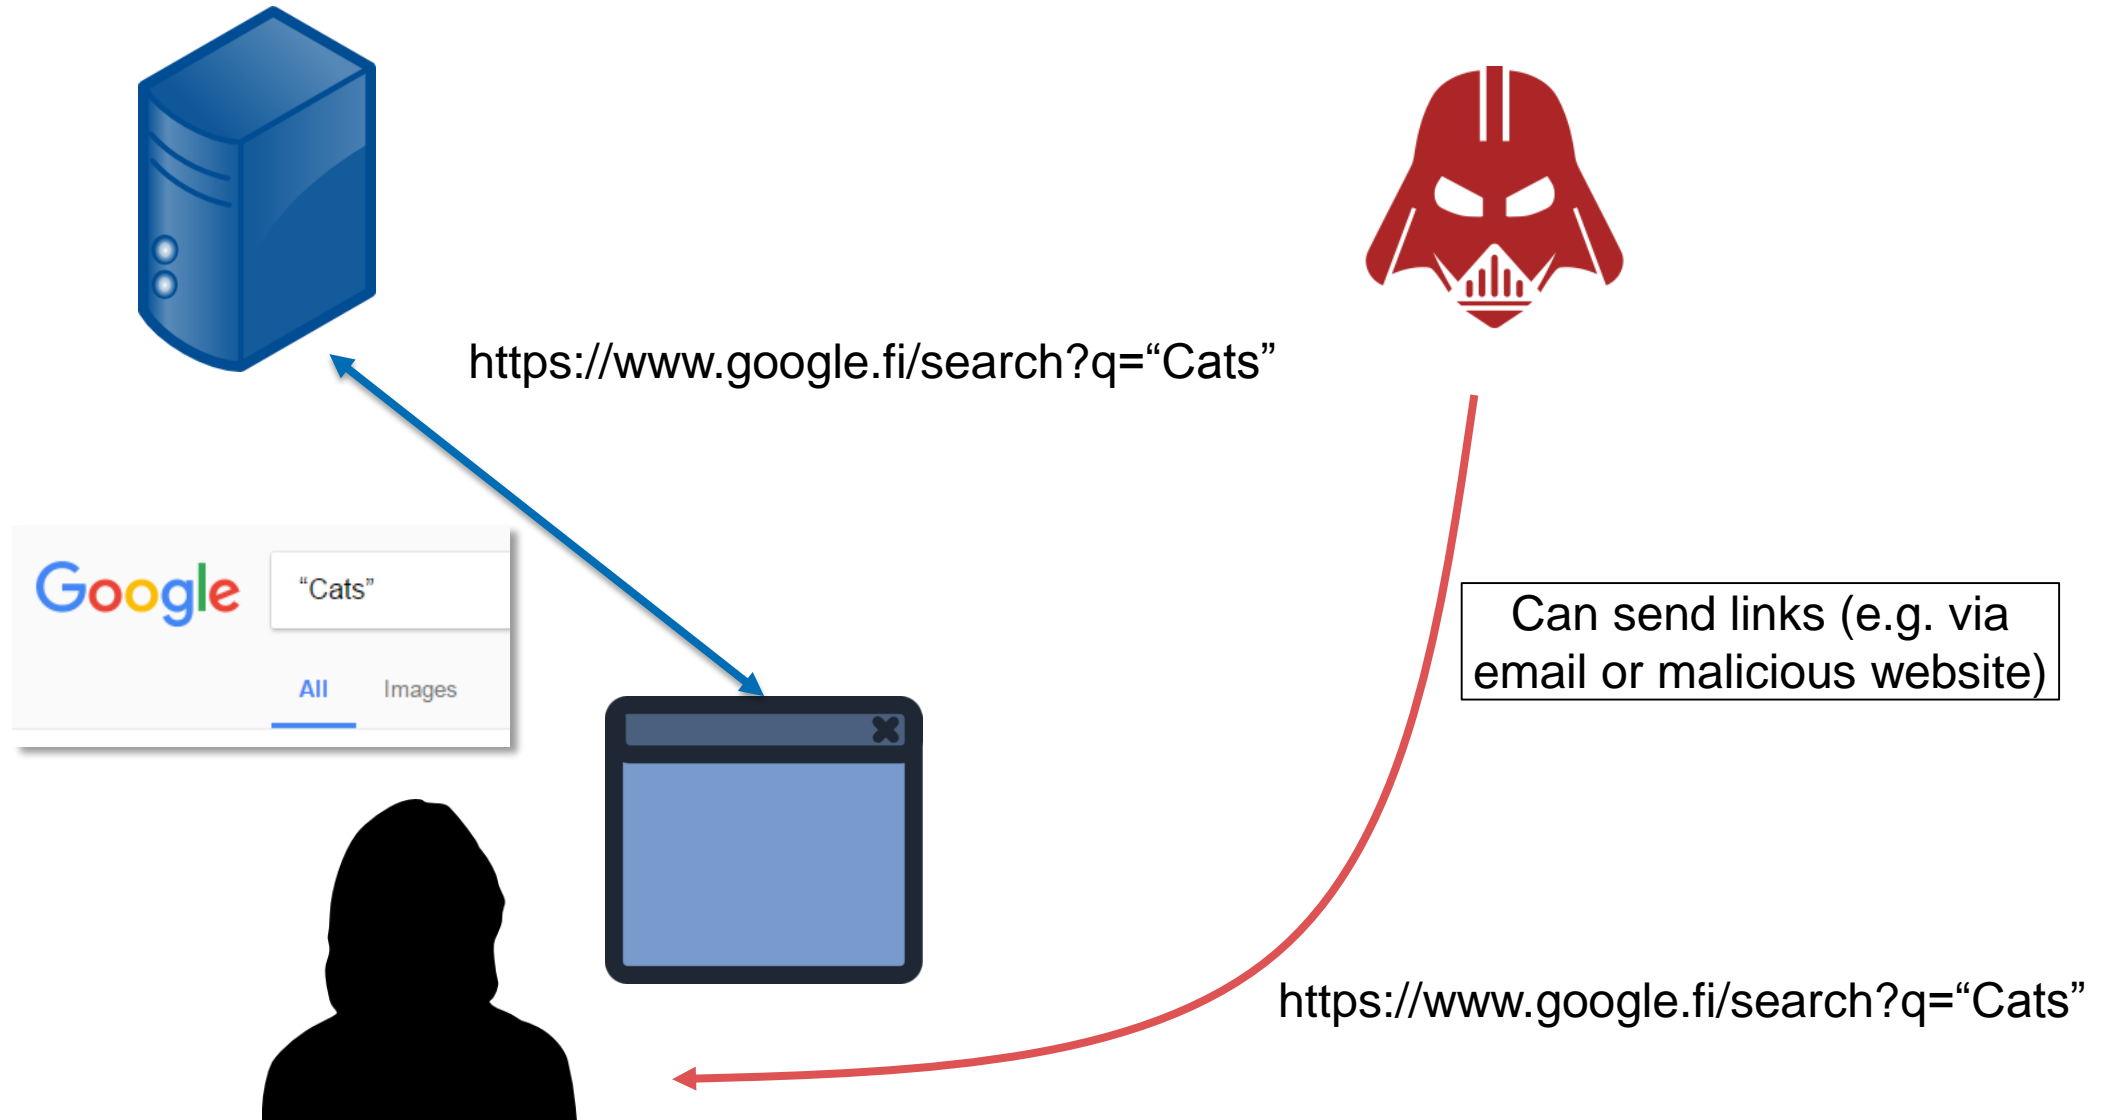 https://www.google.fi/search?q=“Cats”
Google
“Cats”
All Images
Can send links (e.g. via
email or malicious website)
https://www.google.fi/search?q=“Cats”